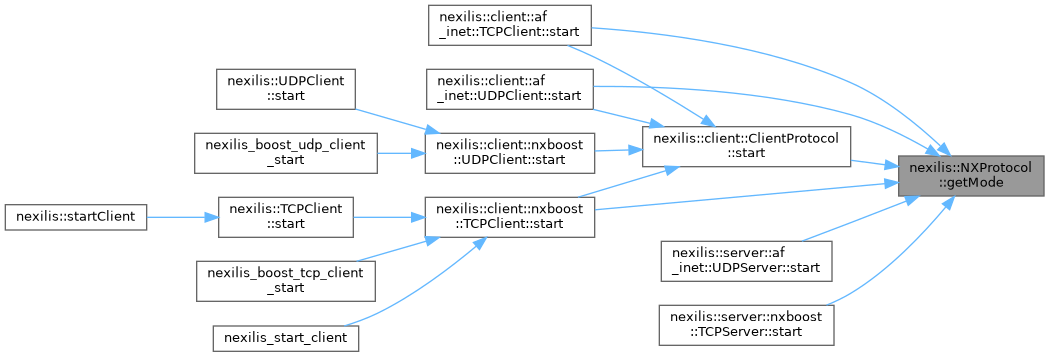 nexilis::client::af
_inet::TCPClient::start
nexilis::UDPClient
::start
nexilis::client::af
_inet::UDPClient::start
nexilis_boost_udp_client
_start
nexilis::client::nxboost
::UDPClient::start
nexilis::client::ClientProtocol
::start
nexilis::NXProtocol
::getMode
nexilis::startClient
nexilis::TCPClient
::start
nexilis::client::nxboost
::TCPClient::start
nexilis::server::af
_inet::UDPServer::start
nexilis_boost_tcp_client
_start
nexilis::server::nxboost
::TCPServer::start
nexilis_start_client